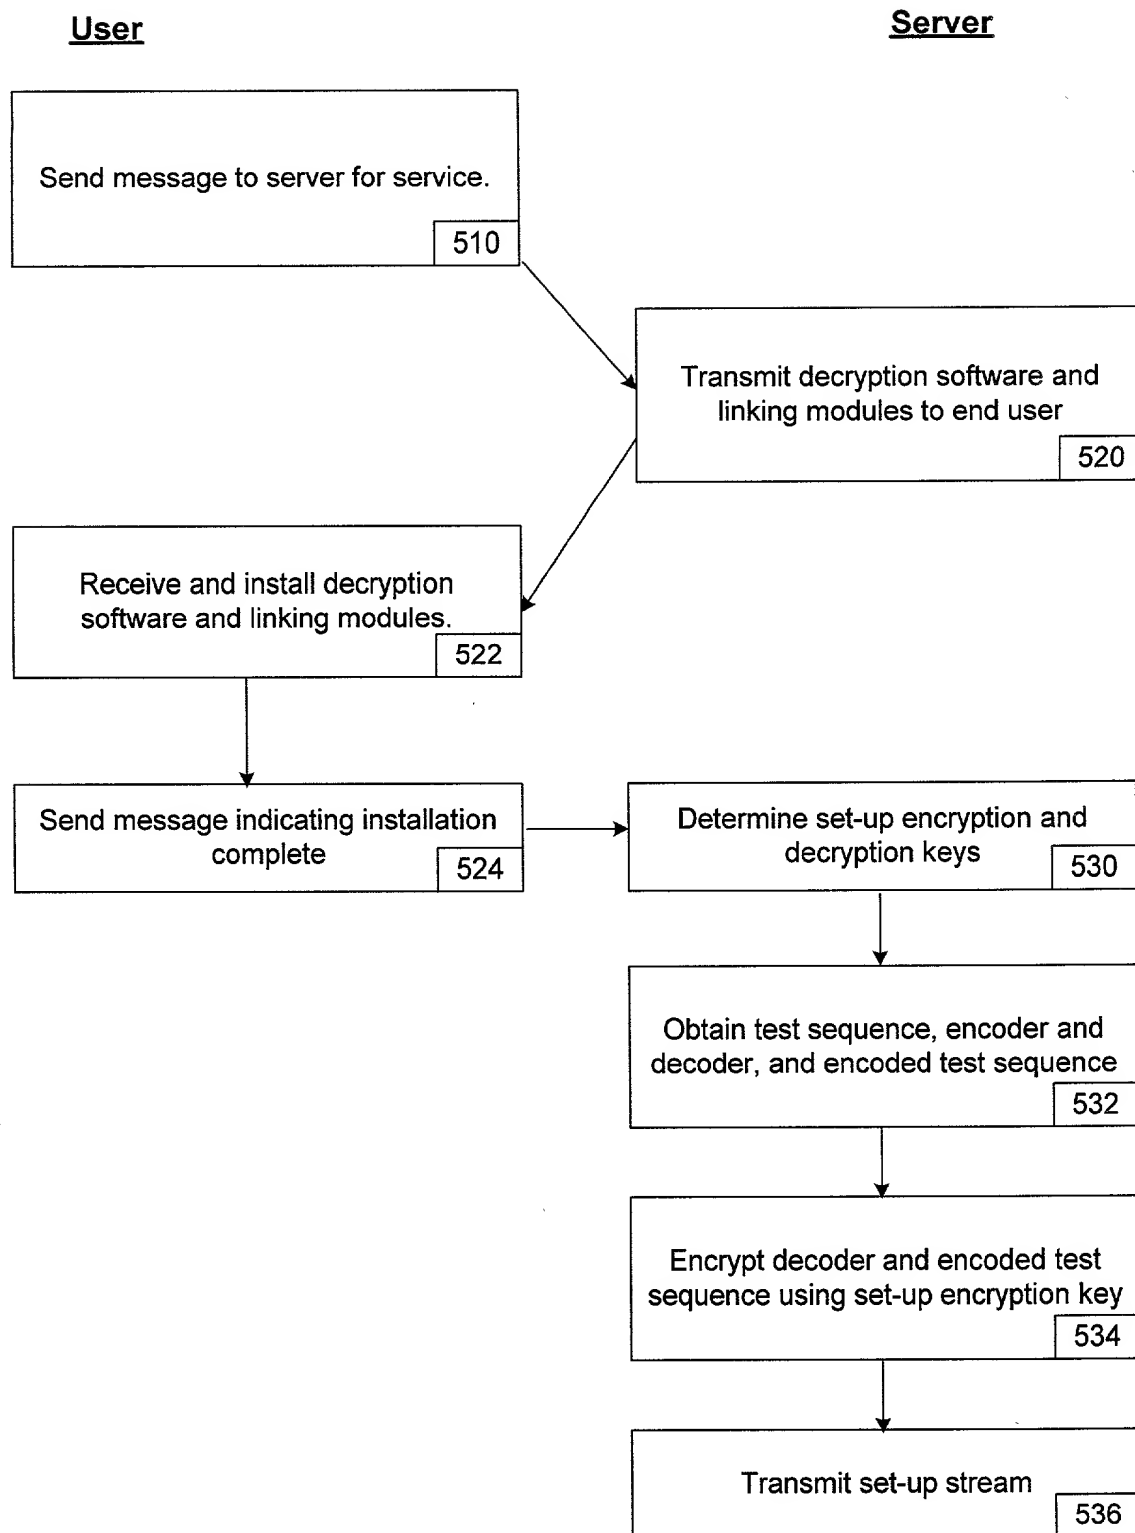 User
Server
Send message to server for service.
510
Transmit decryption software and
linking modules to end user
520
Receive and install decryption
software and linking modules.
522
Send message indicating installation
complete
524
Determine set-up encryption and
decryption keys
530
Obtain test sequence, encoder and
decoder, and encoded test sequence
532
Encrypt decoder and encoded test
sequence using set-up encryption key
534
Transmit set-up stream
536